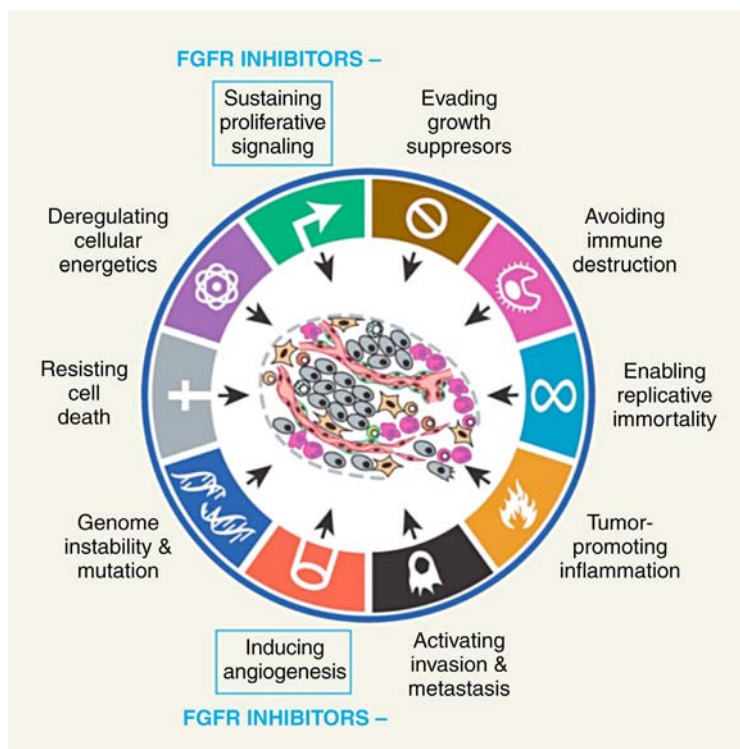 FGFR INHIBITORS –
Sustaining
proliferative
signaling
Evading
growth
suppresors
Deregulating
cellular
energetics
Avoiding
immune
destruction
Resisting
cell
death
Enabling
replicative
immortality
Genome
instability &
mutation
Tumor-
promoting
inflammation
Inducing
angiogenesis
Activating
invasion &
metastasis
FGFR INHIBITORS –